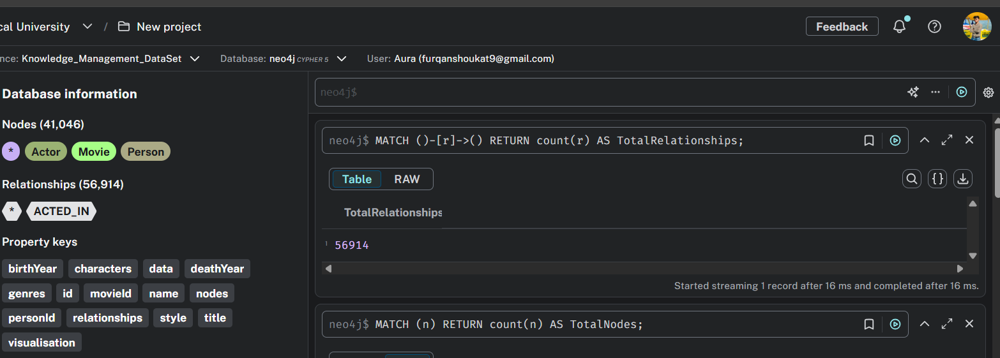 cal University / New project Feedback
nce: Knowledge_Management_DataSet Database: neo4j CYPHER 5 User: Aura (furqanshoukat9@gmail.com)
Database information
Nodes (41,046)
* Actor Movie Person
Relationships (56,914)
* ACTED_IN
Property keys
birthYear characters data deathYear
genres id movieId name nodes
personId relationships style title
visualisation
neo4j$
neo4j$ MATCH ()-[r]->() RETURN count(r) AS TotalRelationships;
Table RAW
TotalRelationships
1 56914
Started streaming 1 record after 16 ms and completed after 16 ms.
neo4j$ MATCH (n) RETURN count(n) AS TotalNodes;